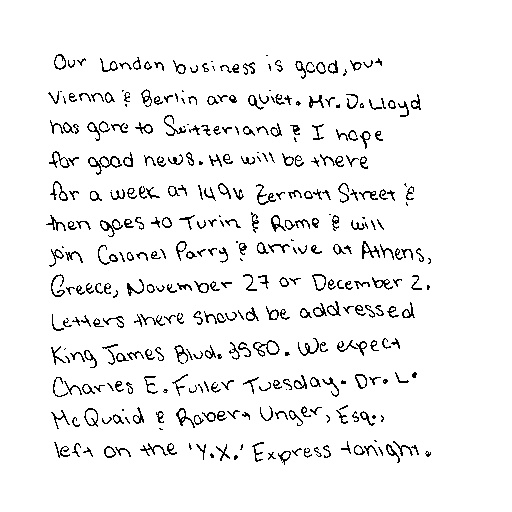 Our London business is good, but
Vienna & Berlin are quiet. Mr. D. Lloyd
has gone to Switzerland & I hope
for good news. He will be there
for a week at 1496 Zermott Street &
then goes to Turin & Rome & will
join Colonel Parry & arrive at Athens,
Greece, November 27 or December 2.
Letters there should be addressed
King James Blvd. 3580. We expect
Charles E. Fuller Tuesday. Dr. L.
McQuaid & Robert Unger, Esq.,
left on the 'Y.X.' Express tonight.